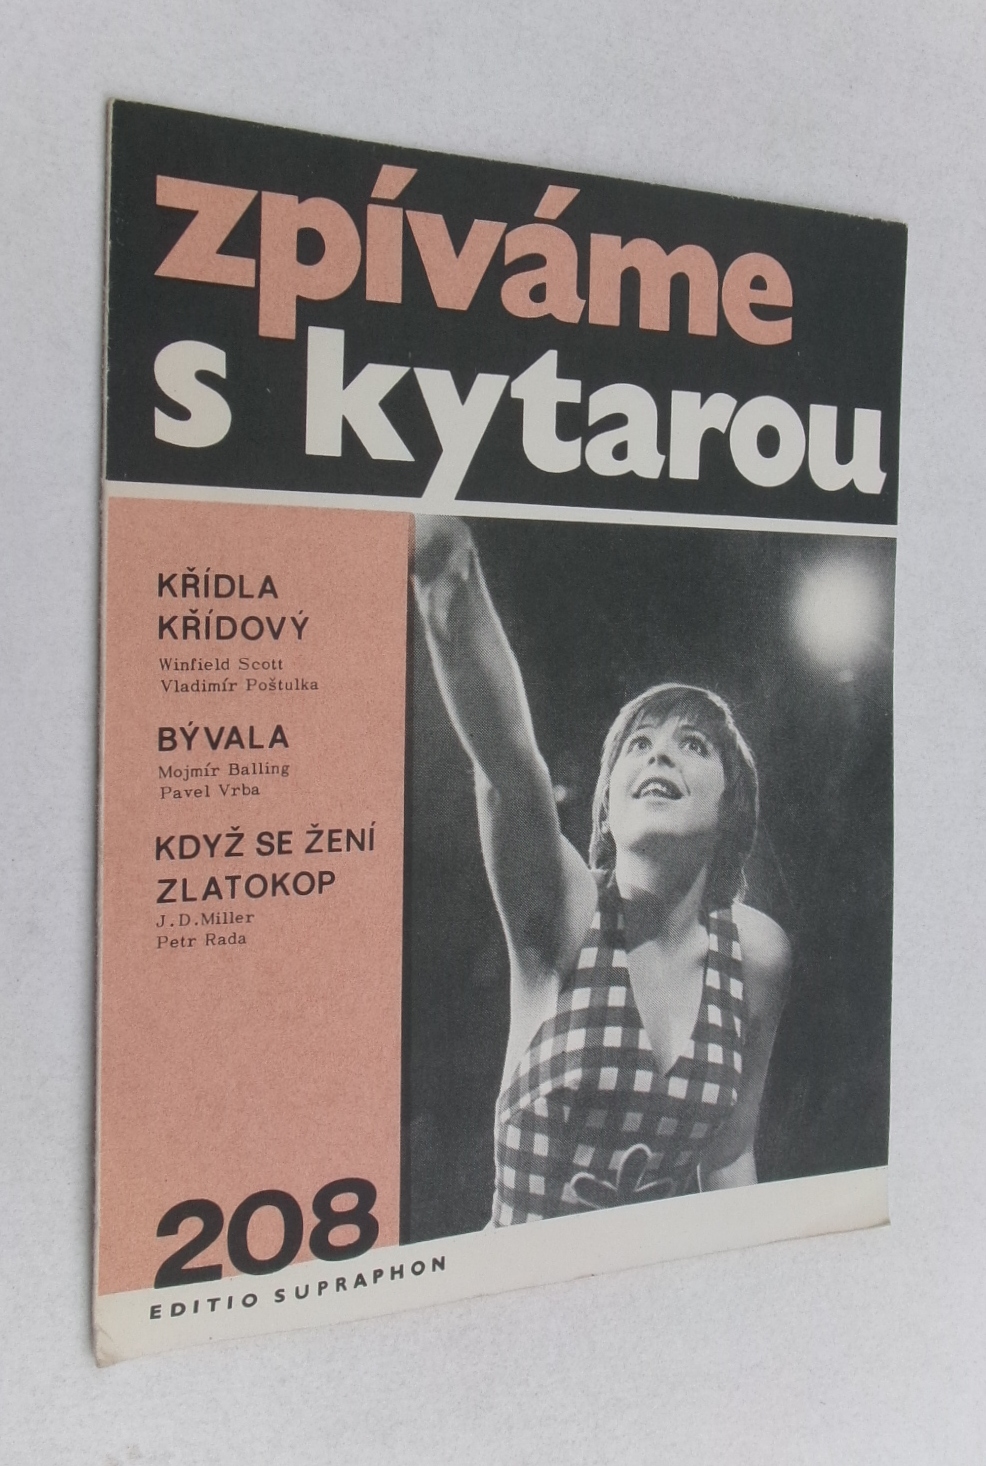 zpíváme
s kytarou
KŘÍDLA
KŘÍDOVÝ
Winfield Scott
Vladimír Poštulka
BÝVALA
Mojmír Balling
Pavel Vrba
KDYŽ SE ŽENÍ
ZLATOKOP
J.D.Miller
Petr Rada
208
EDITIO SUPRAPHON